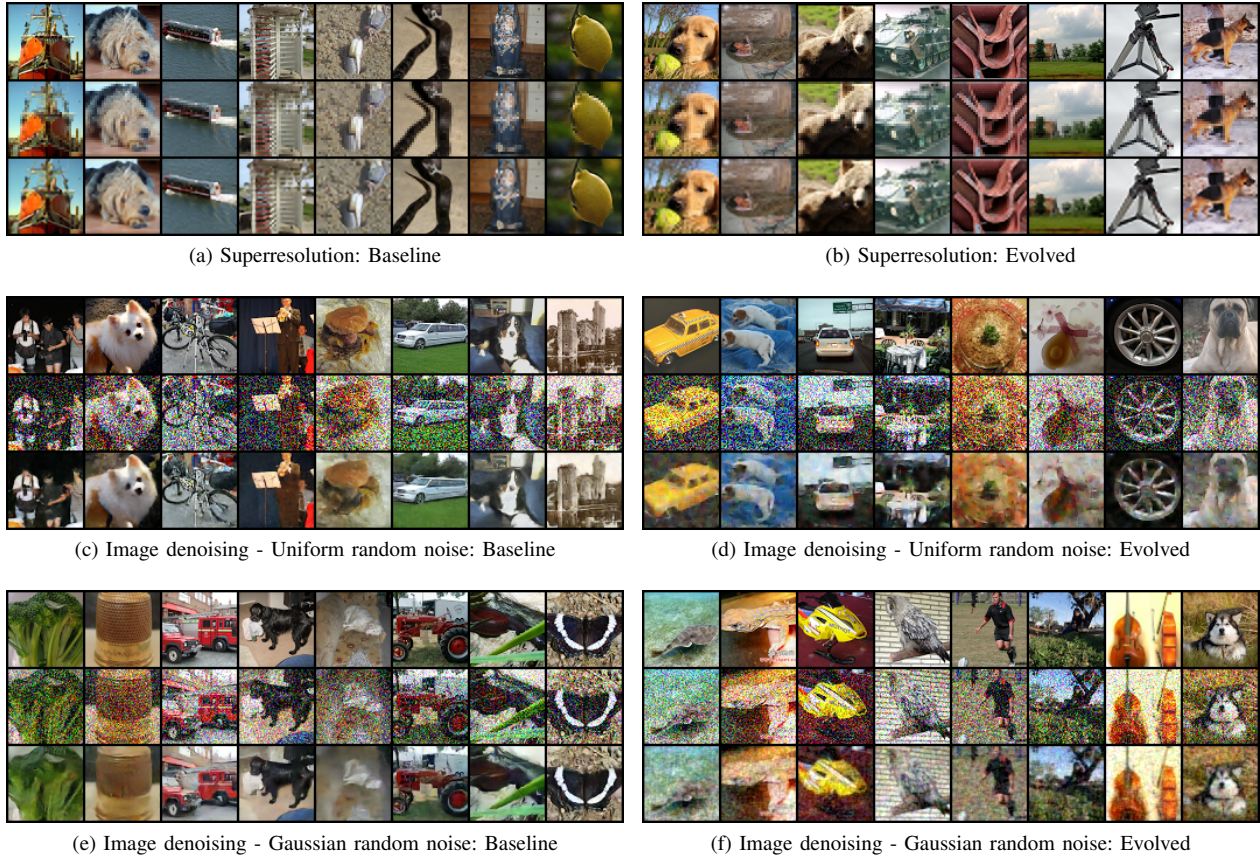 (a) Superresolution: Baseline
(b) Superresolution: Evolved
(c) Image denoising - Uniform random noise: Baseline
(d) Image denoising - Uniform random noise: Evolved
(e) Image denoising - Gaussian random noise: Baseline
(f) Image denoising - Gaussian random noise: Evolved